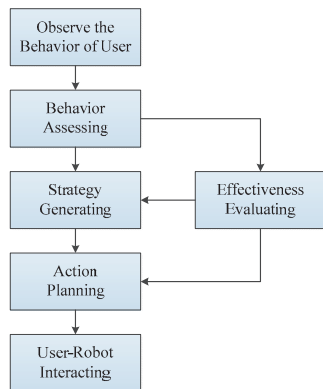 Observe the
Behavior of User
Behavior
Assessing
Strategy
Generating
Effectiveness
Evaluating
Action
Planning
User-Robot
Interacting